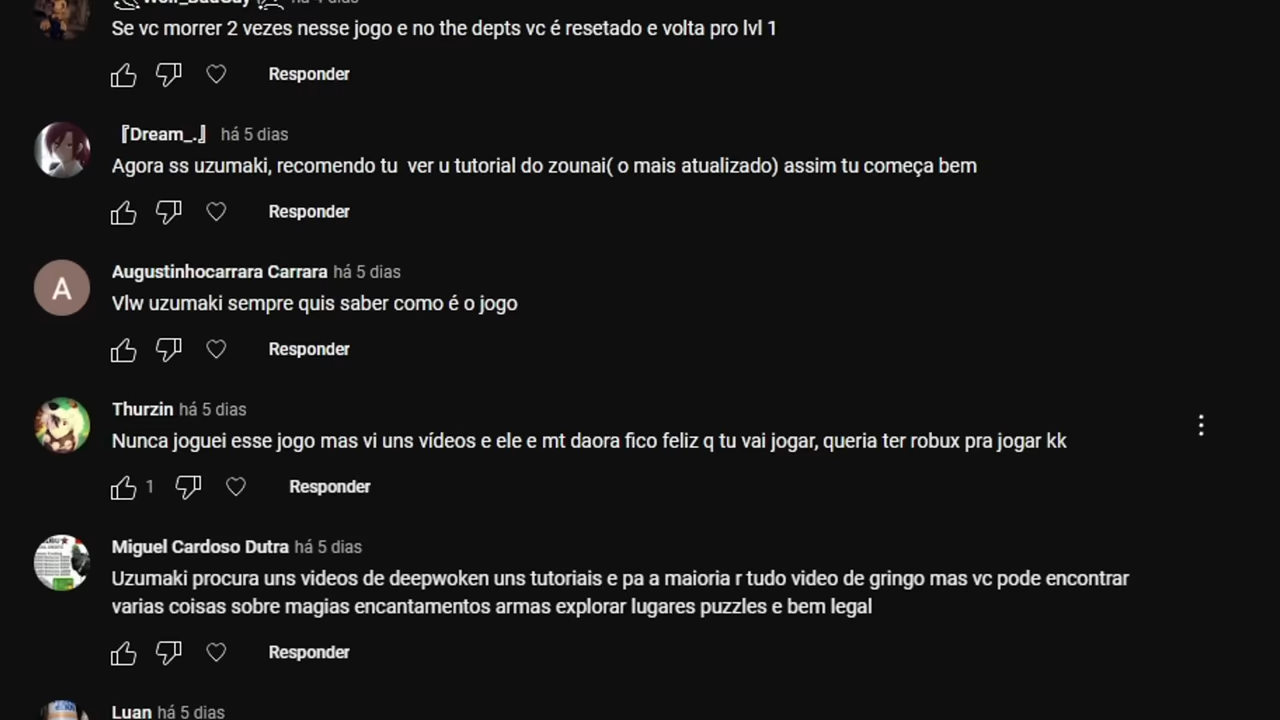 há 4 dias
Se vc morrer 2 vezes nesse jogo e no the depts vc é resetado e volta pro lvl 1
Responder
『Dream_.』 há 5 dias
Agora ss uzumaki, recomendo tu  ver u tutorial do zounai( o mais atualizado) assim tu começa bem
Responder
A
Augustinhocarrara Carrara há 5 dias
Vlw uzumaki sempre quis saber como é o jogo
Responder
Thurzin há 5 dias
Nunca joguei esse jogo mas vi uns vídeos e ele e mt daora fico feliz q tu vai jogar, queria ter robux pra jogar kk
1 Responder
Miguel Cardoso Dutra há 5 dias
Uzumaki procura uns videos de deepwoken uns tutoriais e pa a maioria r tudo video de gringo mas vc pode encontrar
varias coisas sobre magias encantamentos armas explorar lugares puzzles e bem legal
Responder
Luan há 5 dias